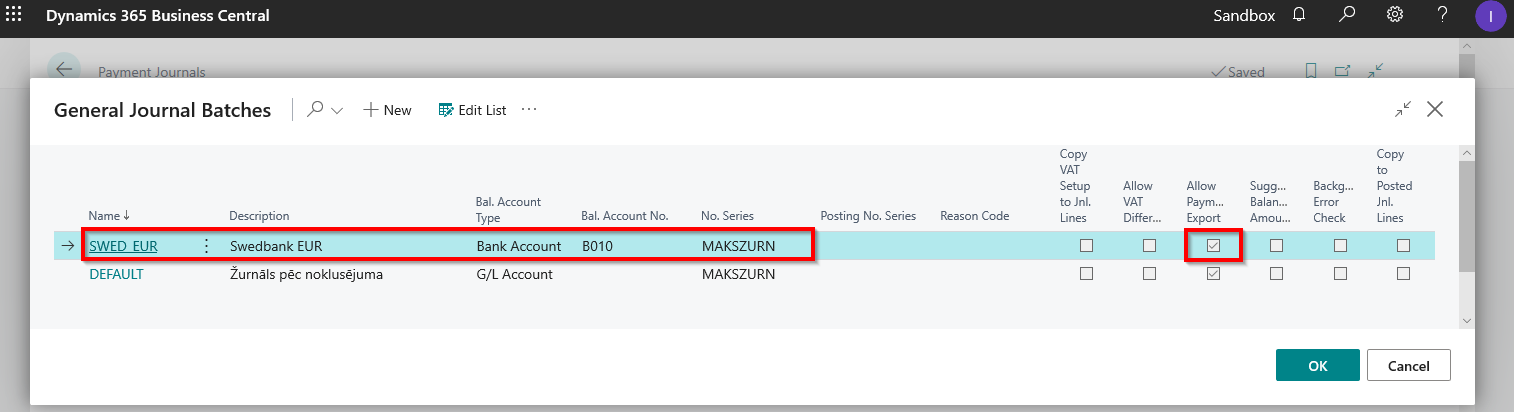 Dynamics 365 Business Central
Sandbox
I
Payment Journals
Saved
General Journal Batches
New
Edit List
Name
Description
Bal. Account
Type
Bal. Account No.
No. Series
Posting No. Series
Reason Code
Copy
VAT
Setup
to Jnl.
Lines
Allow
VAT
Differ...
Allow
Paym...
Export
Sugg...
Balan...
Amou...
Backg...
Error
Check
Copy
to
Posted
Jnl.
Lines
SWED_EUR Swedbank EUR Bank Account B010 MAKSZURN
DEFAULT Žurnāls pēc noklusējuma G/L Account MAKSZURN
OK
Cancel